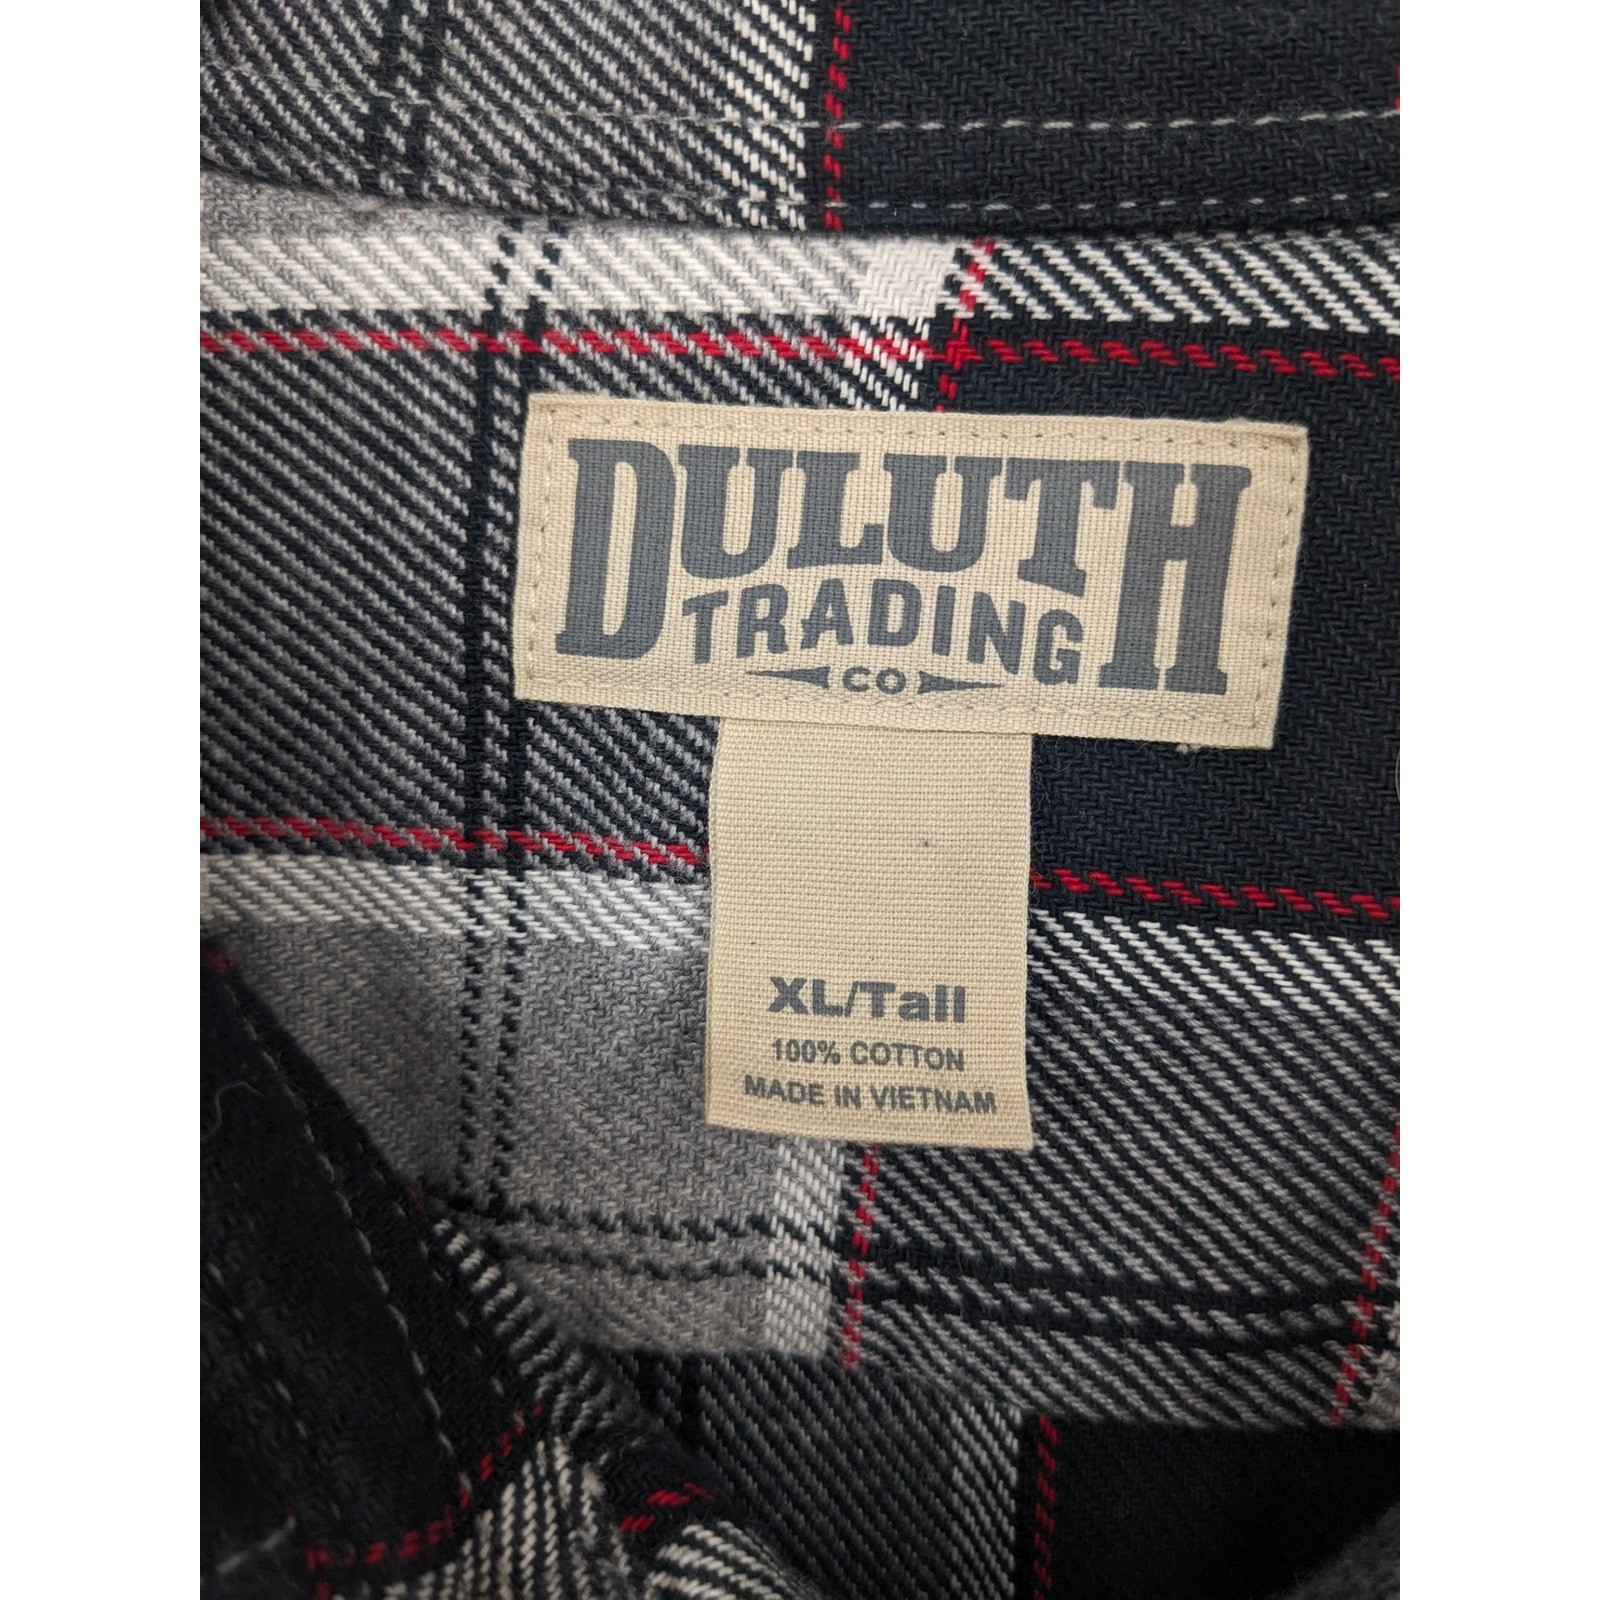 DULUTH
TRADING
CO
XL/Tall
100% COTTON
MADE IN VIETNAM